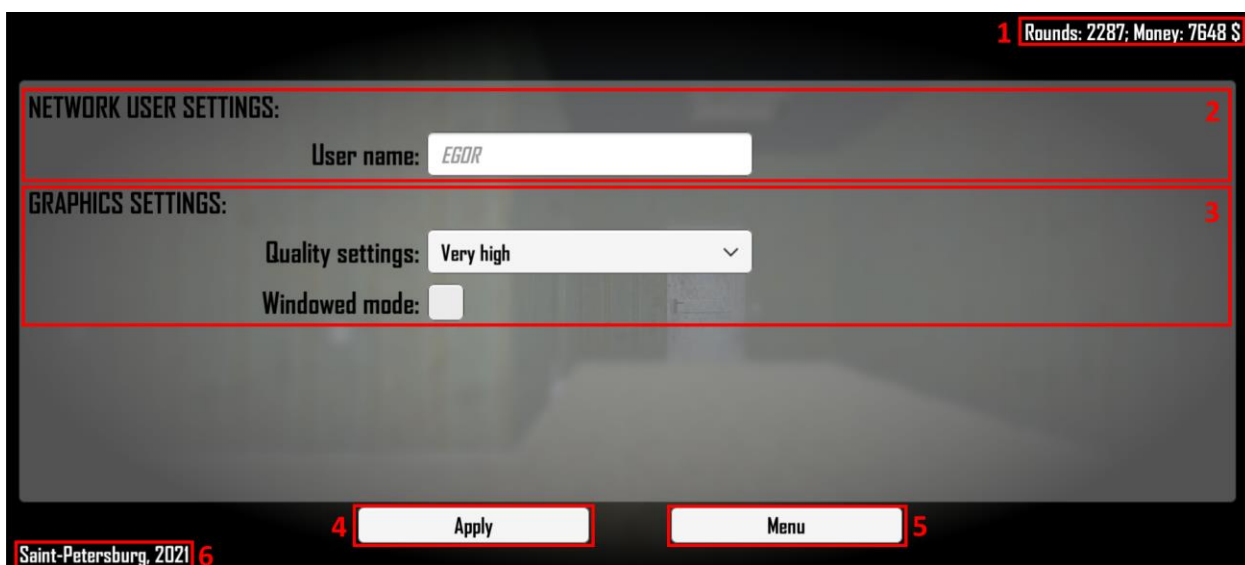 1 Rounds: 2287; Money: 7648 $
NETWORK USER SETTINGS: 2
User name: EGOR
GRAPHICS SETTINGS: 3
Quality settings: Very high
Windowed mode:
4 Apply Menu 5
Saint-Petersburg, 2021 6